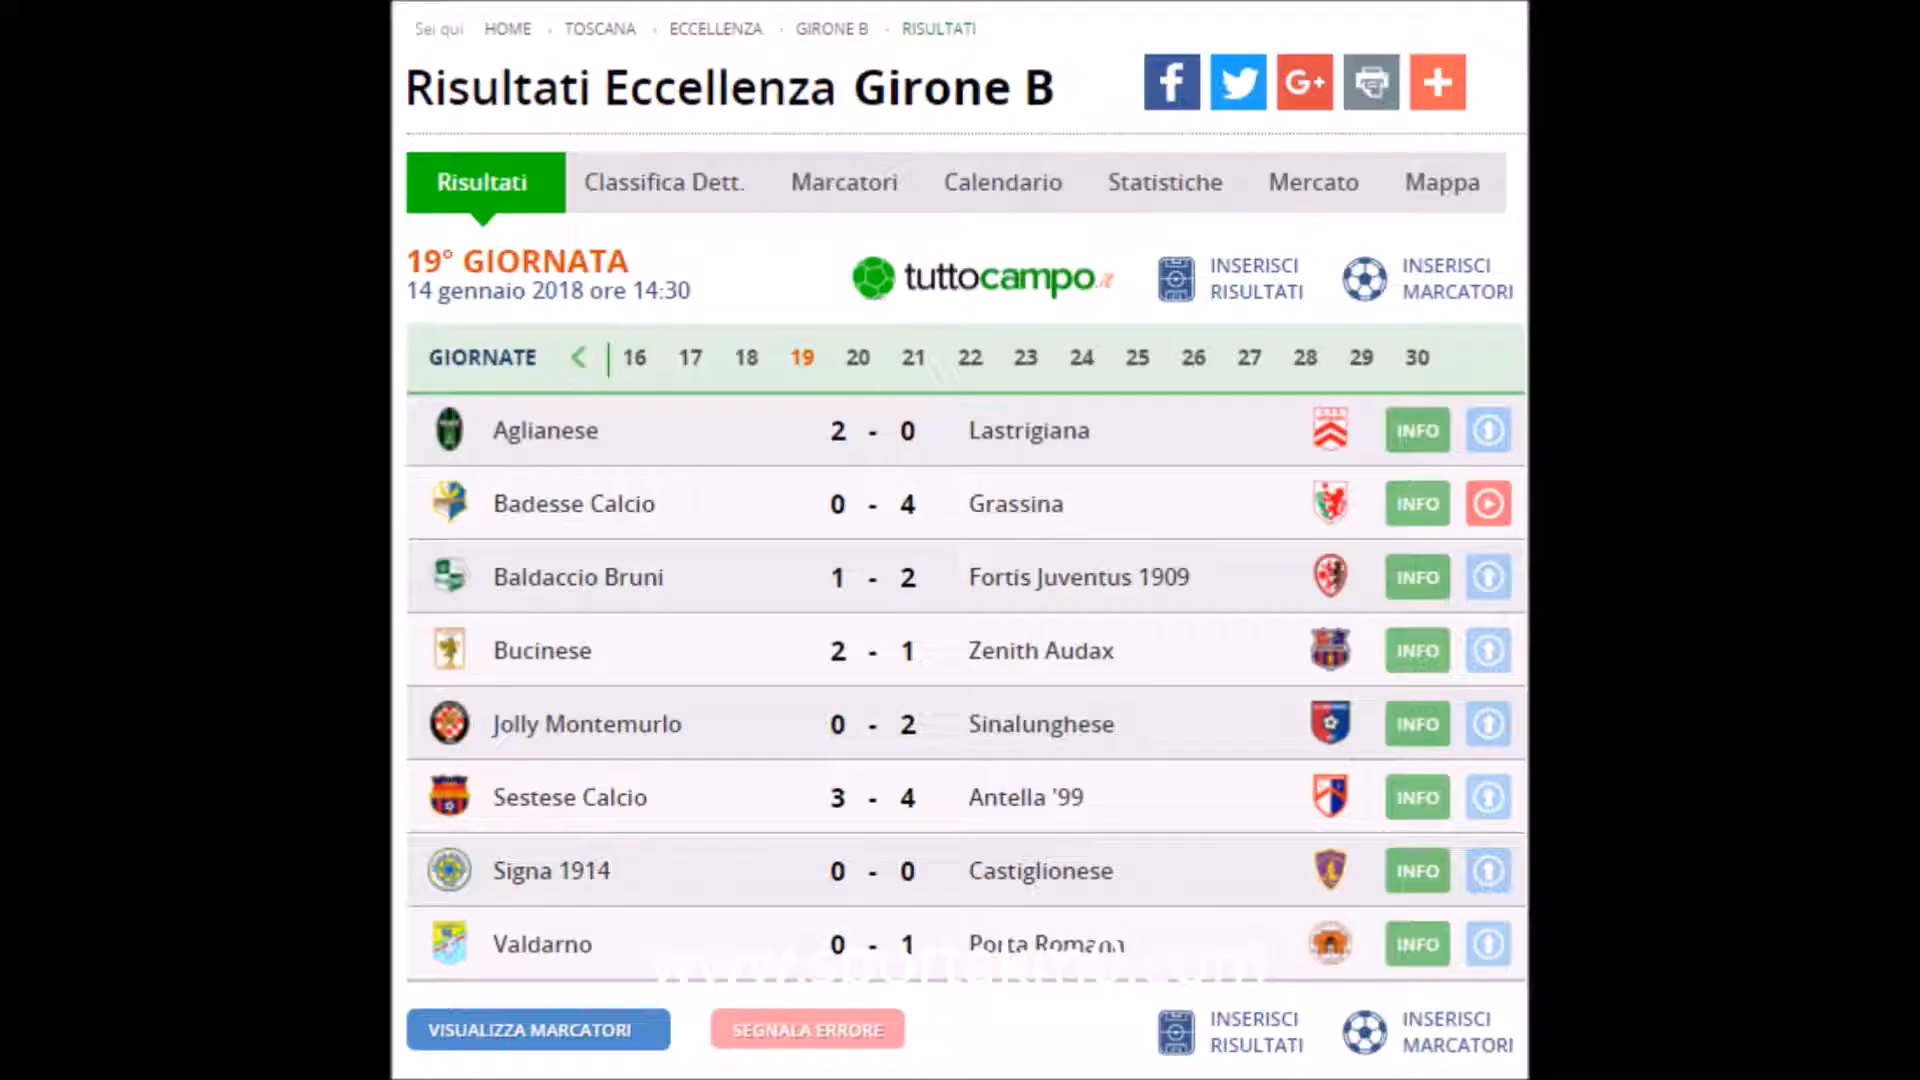 Sei qui HOME TOSCANA ECCELLENZA GIRONE B RISULTATI
Risultati Eccellenza Girone B
Risultati Classifica Dett. Marcatori Calendario Statistiche Mercato Mappa
19° GIORNATA
14 gennaio 2018 ore 14:30
tuttocampo.it
INSERISCI RISULTATI
INSERISCI MARCATORI
GIORNATE 16 17 18 19 20 21 22 23 24 25 26 27 28 29 30
Aglianese 2 - 0 Lastrigiana INFO
Badesse Calcio 0 - 4 Grassina INFO
Baldaccio Bruni 1 - 2 Fortis Juventus 1909 INFO
Bucinese 2 - 1 Zenith Audax INFO
Jolly Montemurlo 0 - 2 Sinalunghese INFO
Sestese Calcio 3 - 4 Antella '99 INFO
Signa 1914 0 - 0 Castiglionese INFO
Valdarno 0 - 1 Porta Romana INFO
VISUALIZZA MARCATORI
SEGNALA ERRORE
INSERISCI RISULTATI
INSERISCI MARCATORI